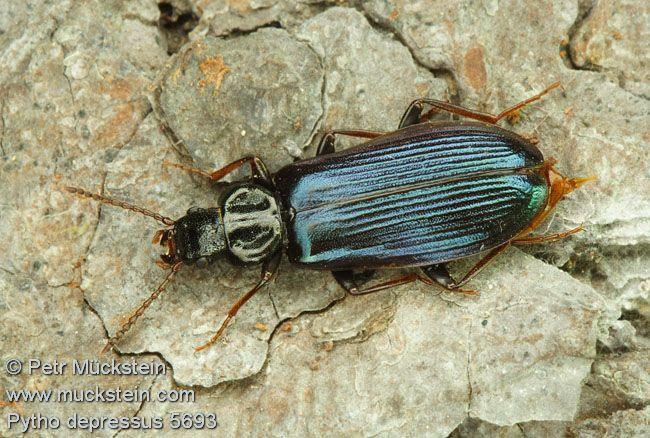 © Petr Mückstein
www.muckstein.com
Pytho depressus 5693